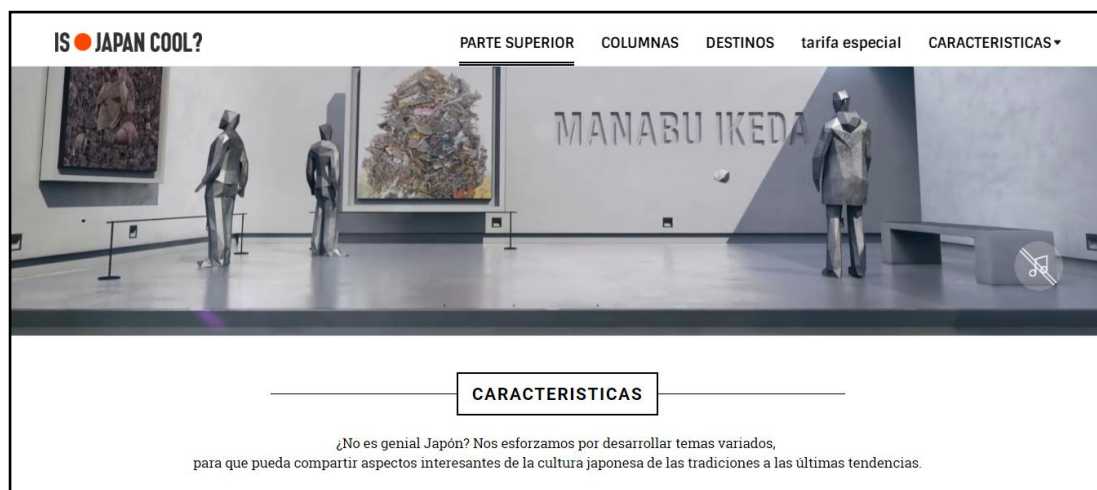 IS JAPAN COOL?
PARTE SUPERIOR COLUMNAS DESTINOS tarifa especial CARACTERISTICAS
MANABU IKEDA
CARACTERISTICAS
¿No es genial Japón? Nos esforzamos por desarrollar temas variados,
para que pueda compartir aspectos interesantes de la cultura japonesa de las tradiciones a las últimas tendencias.